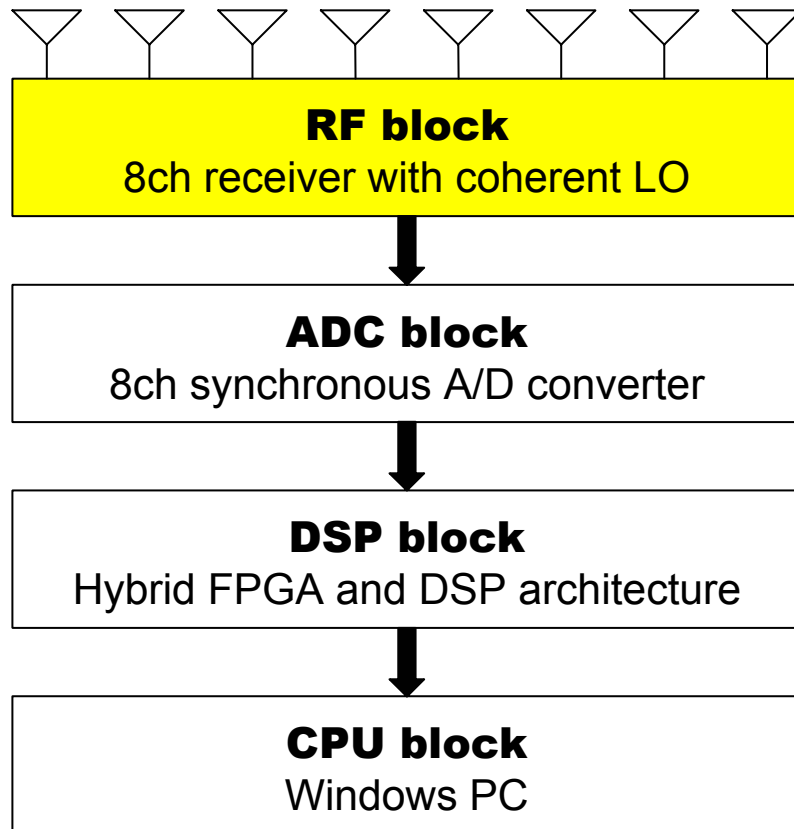 RF block
8ch receiver with coherent LO
ADC block
8ch synchronous A/D converter
DSP block
Hybrid FPGA and DSP architecture
CPU block
Windows PC